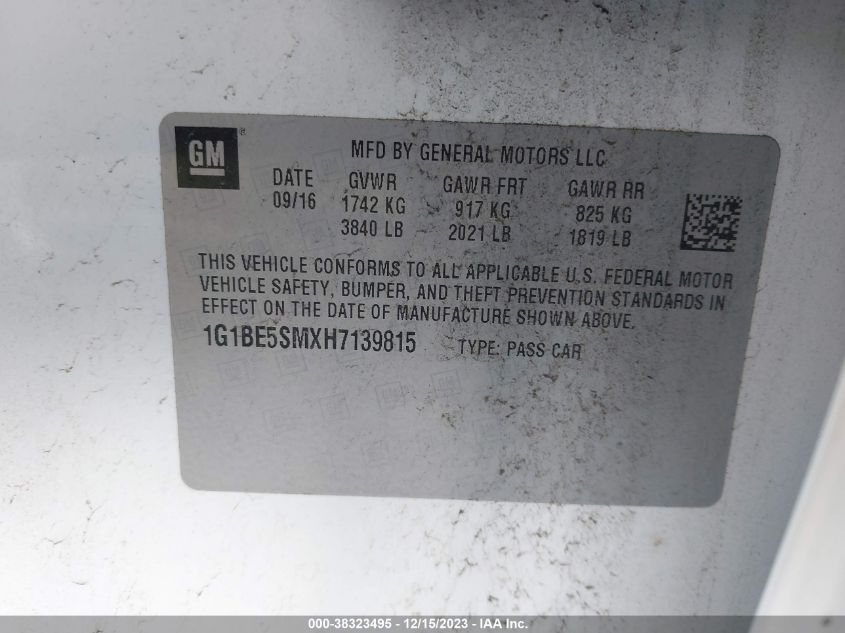 GM ®
MFD BY GENERAL MOTORS LLC
DATE GVWR GAWR FRT GAWR RR
09/16 1742 KG 917 KG 825 KG
3840 LB 2021 LB 1819 LB
THIS VEHICLE CONFORMS TO ALL APPLICABLE U.S. FEDERAL MOTOR
VEHICLE SAFETY, BUMPER, AND THEFT PREVENTION STANDARDS IN
EFFECT ON THE DATE OF MANUFACTURE SHOWN ABOVE.
1G1BE5SMXH7139815 TYPE: PASS CAR
000-38323495 - 12/15/2023 - IAA Inc.